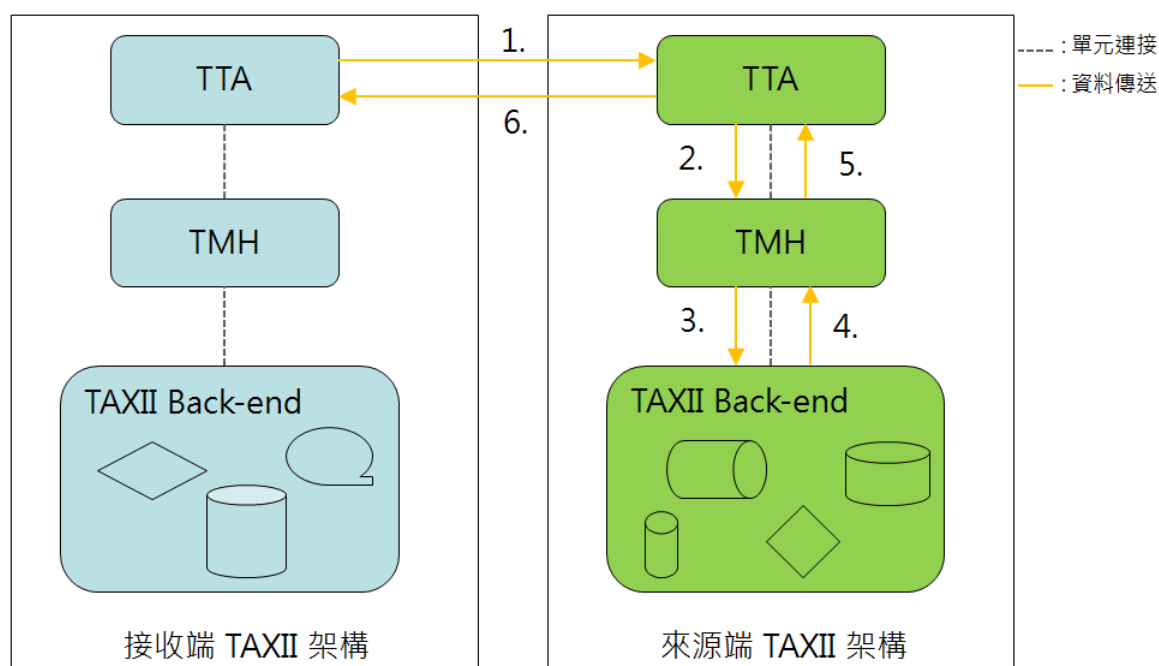 TTA
TMH
TAXII Back-end
接收端 TAXII 架構
1.
6.
TTA
2.
5.
TMH
3.
4.
TAXII Back-end
來源端 TAXII 架構
: 單元連接
: 資料傳送